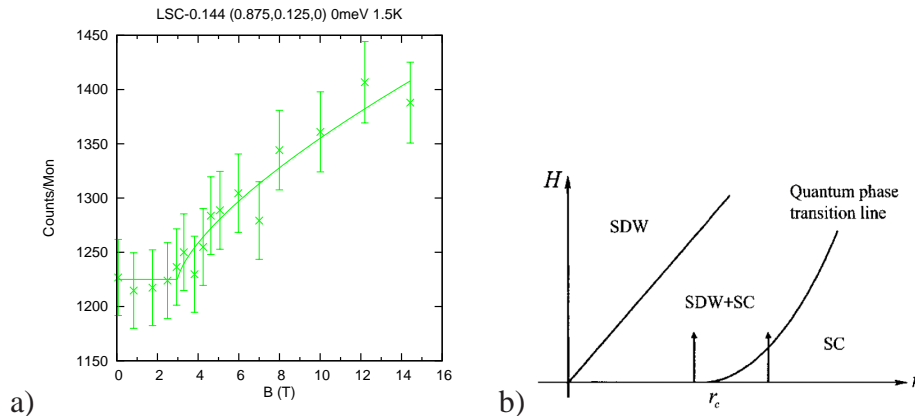 LSC-0.144 (0.875,0.125,0) 0meV 1.5K
Counts/Mon
1450
1400
1350
1300
1250
1200
1150
0 2 4 6 8 10 12 14 16
B (T)
a)
H
SDW
Quantum phase
transition line
SDW+SC
SC
r_c
b)